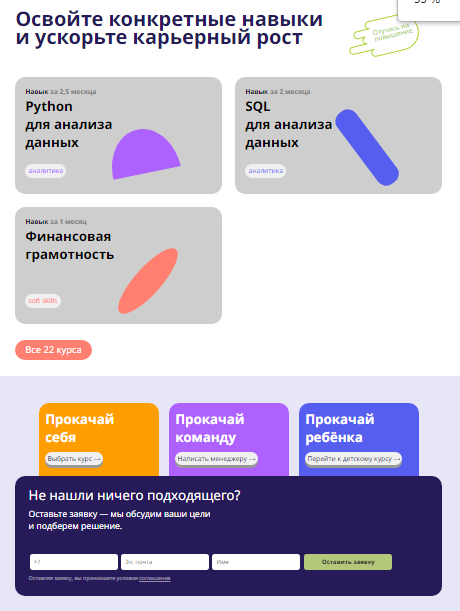 95 %
Освойте конкретные навыки
и ускорьте карьерный рост
Отучись на
повышение
Навык за 2,5 месяца
Python
для анализа
данных
аналитика
Навык за 2 месяца
SQL
для анализа
данных
аналитика
Навык за 1 месяц
Финансовая
грамотность
soft skills
Все 22 курса
Прокачай
себя
Выбрать курс →
Прокачай
команду
Написать менеджеру →
Прокачай
ребёнка
Перейти к детскому курсу →
Не нашли ничего подходящего?
Оставьте заявку — мы обсудим ваши цели
и подберем решение.
+7
Эл. почта
Имя
Оставить заявку
Оставляя заявку, вы принимаете условия соглашения